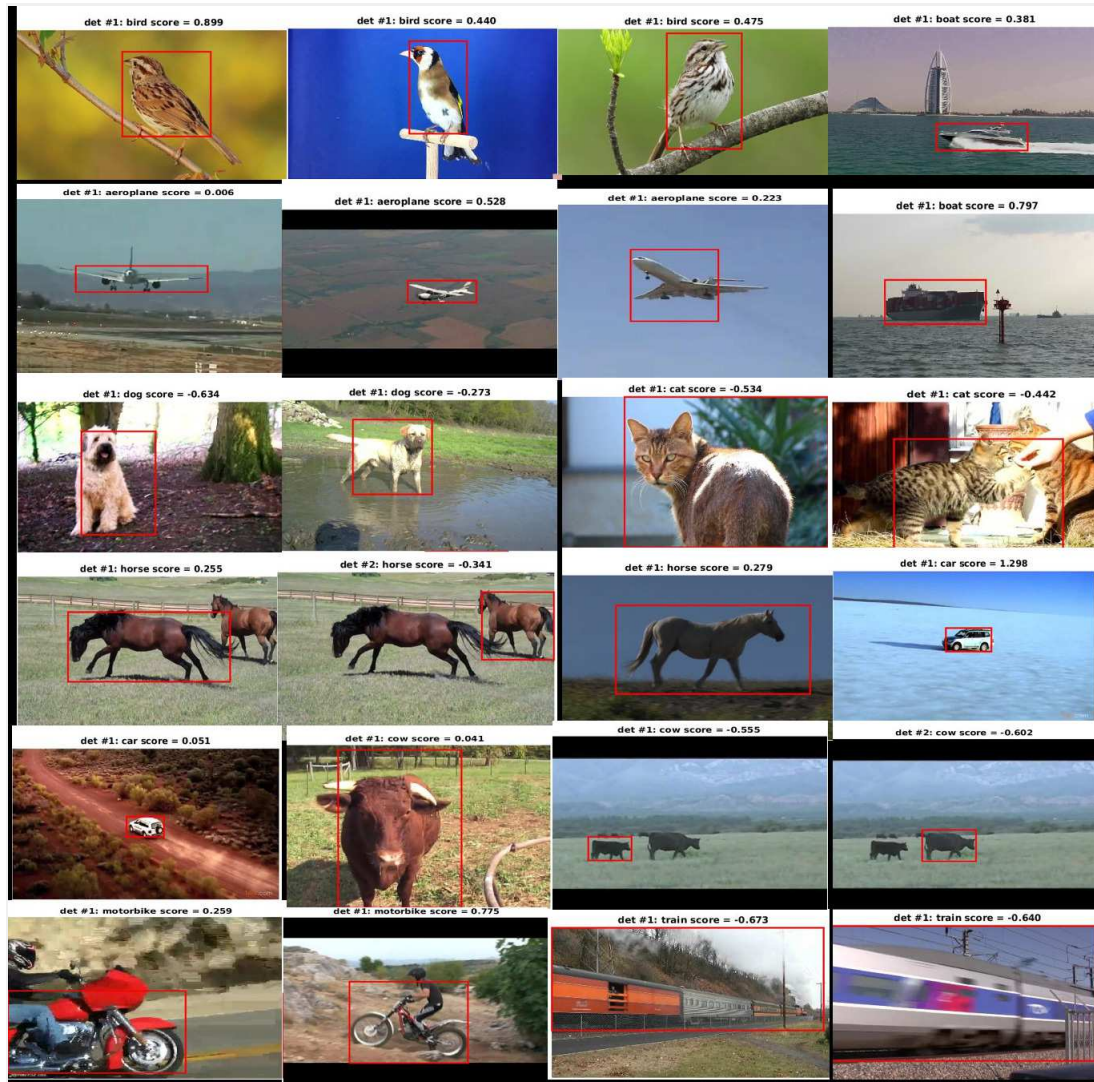 det #1: bird score = 0.899
det #1: bird score = 0.440
det #1: bird score = 0.475
det #1: boat score = 0.381
det #1: aeroplane score = 0.006
det #1: aeroplane score = 0.528
det #1: aeroplane score = 0.223
det #1: boat score = 0.797
det #1: dog score = -0.634
det #1: dog score = -0.273
det #1: cat score = -0.534
det #1: cat score = -0.442
det #1: horse score = 0.255
det #2: horse score = -0.341
det #1: horse score = 0.279
det #1: car score = 1.298
det #1: car score = 0.051
det #1: cow score = 0.041
det #1: cow score = -0.555
det #2: cow score = -0.602
det #1: motorbike score = 0.259
det #1: motorbike score = 0.775
det #1: train score = -0.673
det #1: train score = -0.640